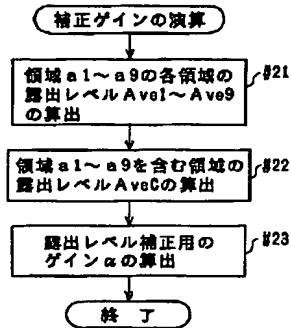 補正ゲインの演算
領域a1〜a9の各領域の
露出レベルAve1〜Ave9
の算出
#21
領域a1〜a9を含む領域の
露出レベルAveCの算出
#22
露出レベル補正用の
ゲインαの算出
#23
終 了